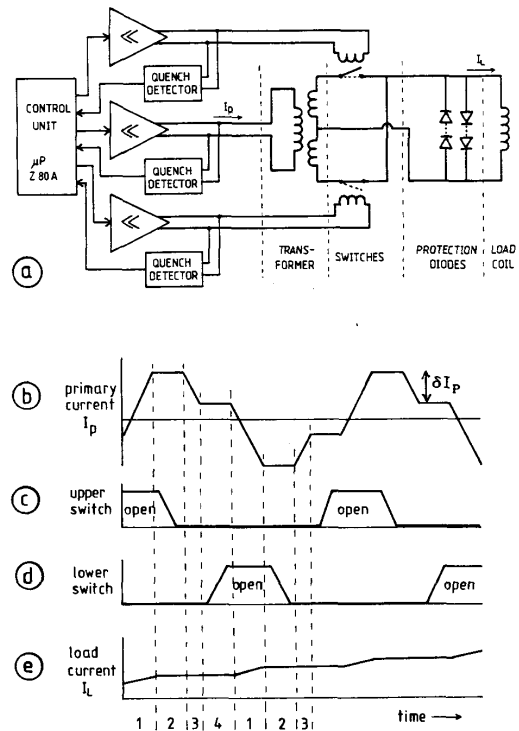 a
CONTROL
UNIT
μP
Z 80 A
≪
QUENCH
DETECTOR
≪
I_D
QUENCH
DETECTOR
≪
QUENCH
DETECTOR
I_L
TRANS-
FORMER
SWITCHES
PROTECTION
DIODES
LOAD
COIL
b
primary
current
I_p
δI_p
c
upper
switch
open
open
d
lower
switch
open
open
e
load
current
I_L
1 2 3 4 1 2 3
time